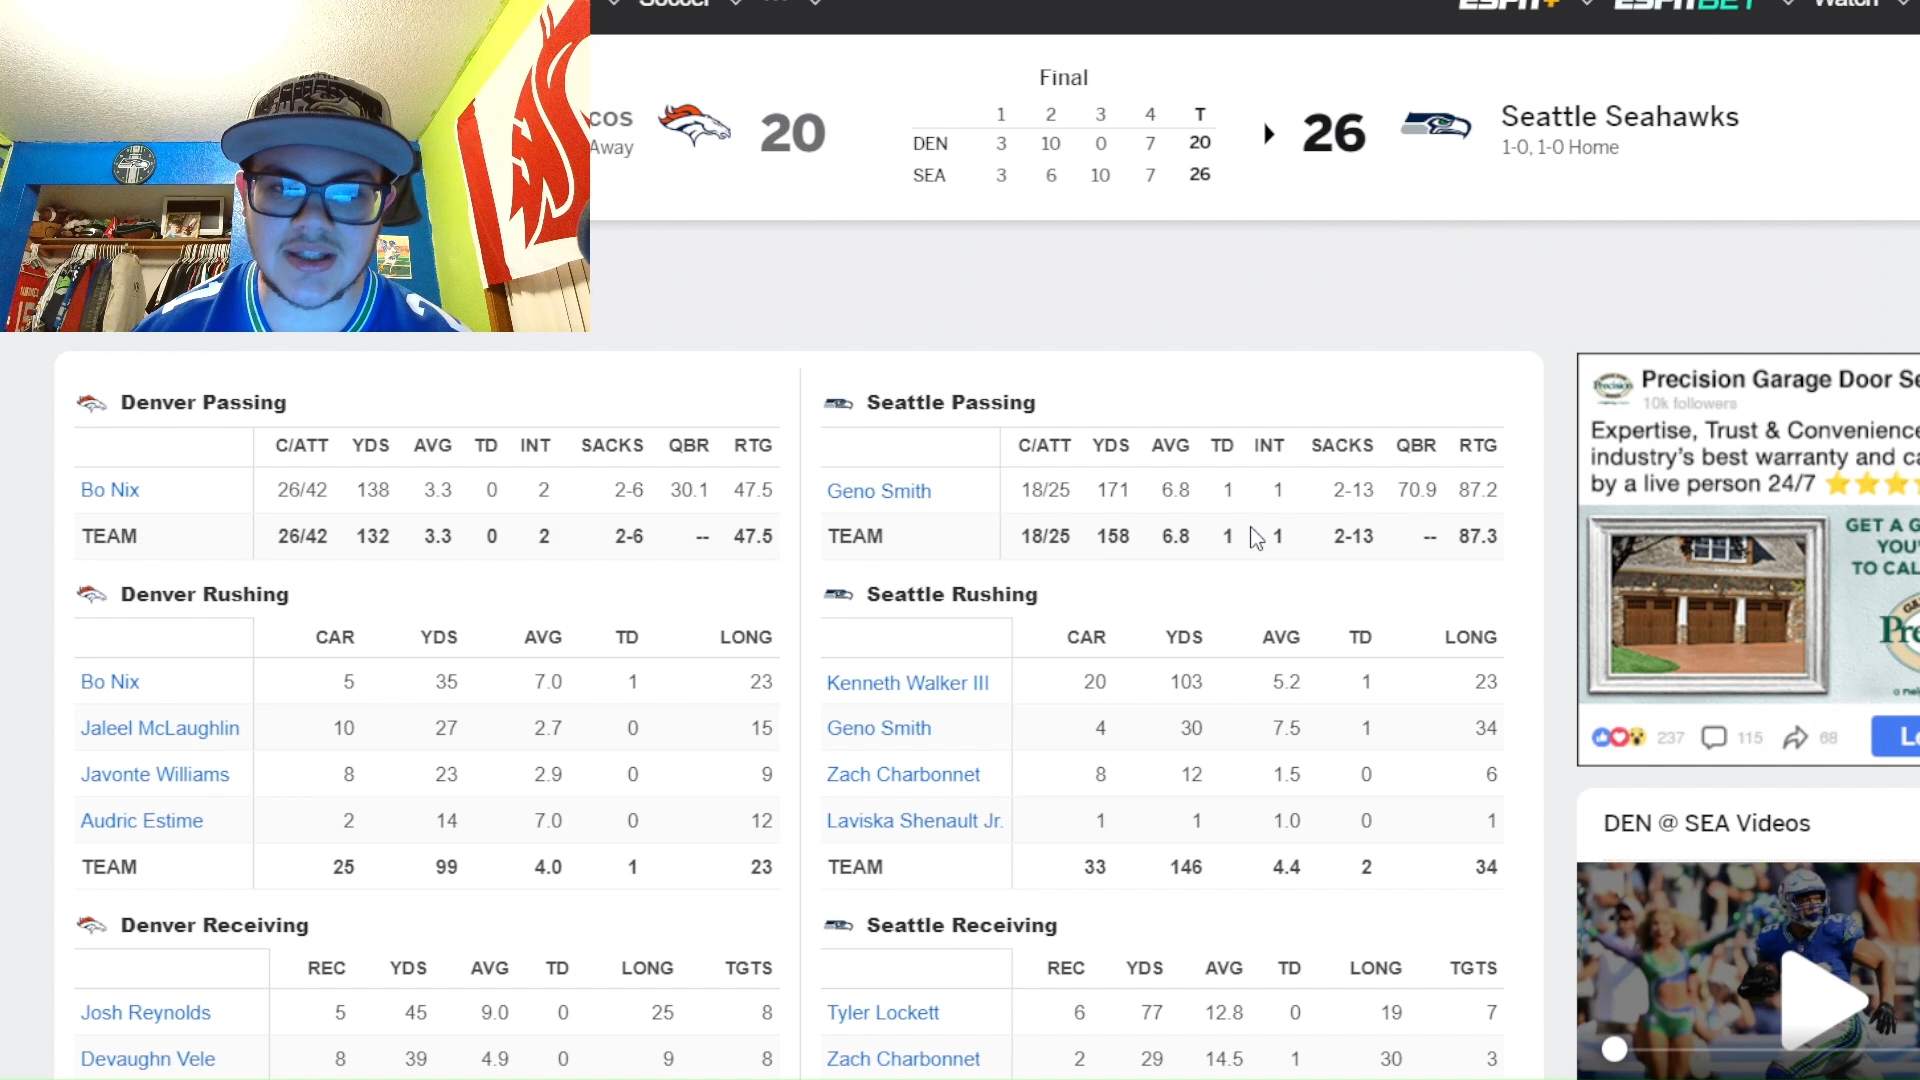 Soccer
ESPN+ ESPN BET Watch
Final
cos
Away
20
1 2 3 4 T
DEN 3 10 0 7 20
SEA 3 6 10 7 26
26
Seattle Seahawks
1-0, 1-0 Home
Denver Passing
C/ATT YDS AVG TD INT SACKS QBR RTG
Bo Nix 26/42 138 3.3 0 2 2-6 30.1 47.5
TEAM 26/42 132 3.3 0 2 2-6 -- 47.5
Denver Rushing
CAR YDS AVG TD LONG
Bo Nix 5 35 7.0 1 23
Jaleel McLaughlin 10 27 2.7 0 15
Javonte Williams 8 23 2.9 0 9
Audric Estime 2 14 7.0 0 12
TEAM 25 99 4.0 1 23
Denver Receiving
REC YDS AVG TD LONG TGTS
Josh Reynolds 5 45 9.0 0 25 8
Devaughn Vele 8 39 4.9 0 9 8
Seattle Passing
C/ATT YDS AVG TD INT SACKS QBR RTG
Geno Smith 18/25 171 6.8 1 1 2-13 70.9 87.2
TEAM 18/25 158 6.8 1 1 2-13 -- 87.3
Seattle Rushing
CAR YDS AVG TD LONG
Kenneth Walker III 20 103 5.2 1 23
Geno Smith 4 30 7.5 1 34
Zach Charbonnet 8 12 1.5 0 6
Laviska Shenault Jr. 1 1 1.0 0 1
TEAM 33 146 4.4 2 34
Seattle Receiving
REC YDS AVG TD LONG TGTS
Tyler Lockett 6 77 12.8 0 19 7
Zach Charbonnet 2 29 14.5 1 30 3
Precision Garage Door Se
10k followers
Expertise, Trust & Convenience
industry's best warranty and ca
by a live person 24/7
GET A G
YOU'
TO CAL
Pre
237 115 68
DEN @ SEA Videos